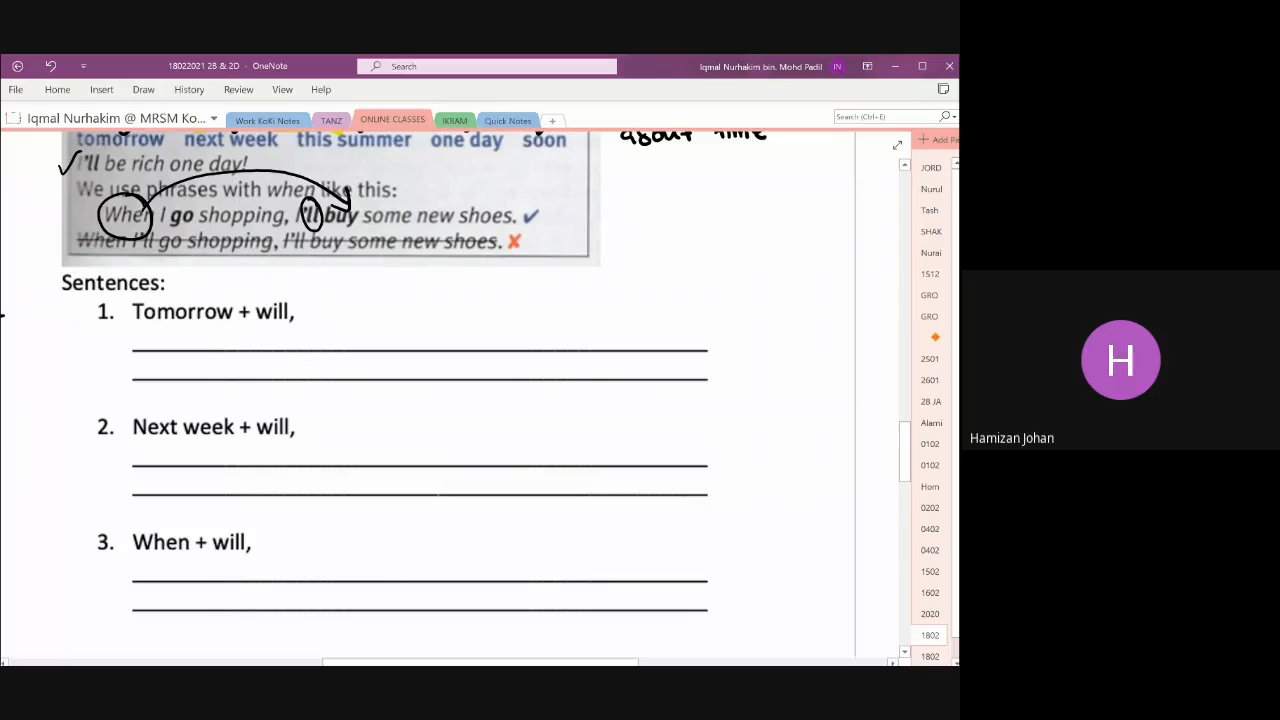 18022021 2B & 2D - OneNote
Search
Iqmal Nurhakim bin. Mohd Padil IN
File Home Insert Draw History Review View Help
Iqmal Nurhakim @ MRSM Ko...
Work KoKi Notes
TANZ
ONLINE CLASSES
IKRAM
Quick Notes
Search (Ctrl+E)
tomorrow next week this summer one day soon
about time
I'll be rich one day!
We use phrases with when like this:
When I go shopping, I'll buy some new shoes. ✔
When I'll go shopping, I'll buy some new shoes. ✘
Sentences:
1. Tomorrow + will,
2. Next week + will,
3. When + will,
Add Pa
JORD
Nurul
Tash
SHAK
Nurai
1512
GRO
GRO
2501
2601
28 JA
Alami
0102
0102
Hom
0202
0402
0402
1502
1602
2020
1802
1802
H
Hamizan Johan